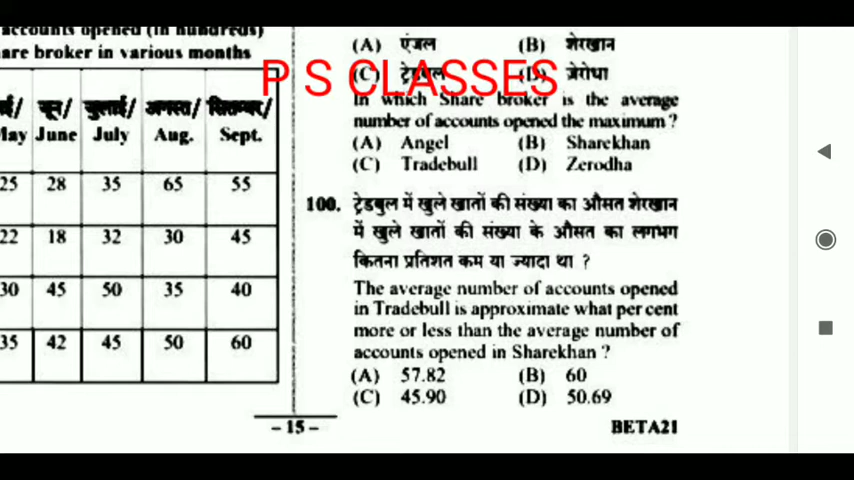 accounts opened (in hundreds)
are broker in various months
जून/ जुलाई/ अगस्त/ सितम्बर/
May June July Aug. Sept.
25 28 35 65 55
22 18 32 30 45
30 45 50 35 40
35 42 45 50 60
(A) एंजल (B) शेरखान
(C) ट्रेडबुल (D) ज़ेरोधा
P S CLASSES
In which Share broker is the average
number of accounts opened the maximum ?
(A) Angel (B) Sharekhan
(C) Tradebull (D) Zerodha
100. ट्रेडबुल में खुले खातों की संख्या का औसत शेरखान
में खुले खातों की संख्या के औसत का लगभग
कितना प्रतिशत कम या ज्यादा था ?
The average number of accounts opened
in Tradebull is approximate what per cent
more or less than the average number of
accounts opened in Sharekhan ?
(A) 57.82 (B) 60
(C) 45.90 (D) 50.69
– 15 – BETA21